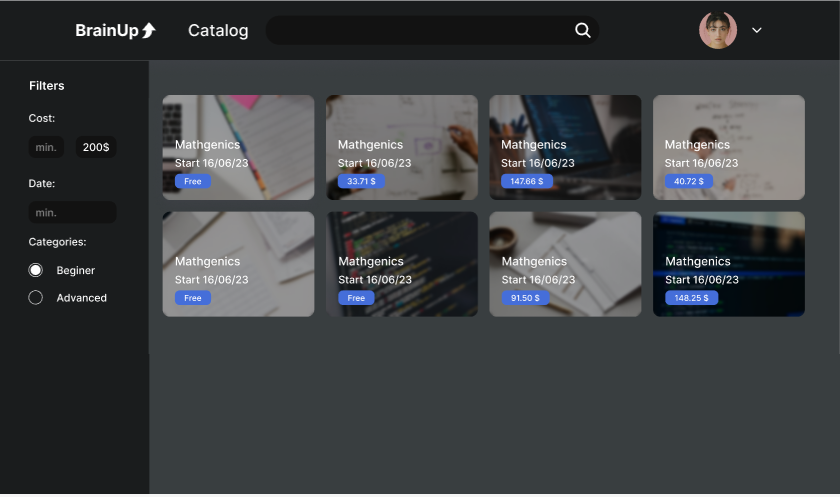 BrainUp
Catalog
Filters
Cost:
min.
200$
Date:
min.
Categories:
Beginer
Advanced
Mathgenics
Start 16/06/23
Free
Mathgenics
Start 16/06/23
33.71 $
Mathgenics
Start 16/06/23
147.66 $
Mathgenics
Start 16/06/23
40.72 $
Mathgenics
Start 16/06/23
Free
Mathgenics
Start 16/06/23
Free
Mathgenics
Start 16/06/23
91.50 $
Mathgenics
Start 16/06/23
148.25 $